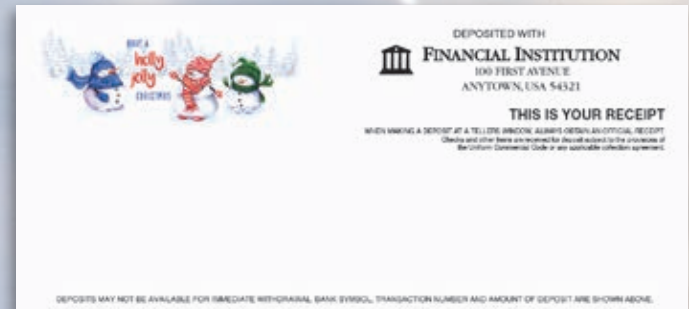 HAVE A
holly
jolly
CHRISTMAS
DEPOSITED WITH
FINANCIAL INSTITUTION
100 FIRST AVENUE
ANYTOWN, USA 54321
THIS IS YOUR RECEIPT
WHEN MAKING A DEPOSIT AT A TELLERS WINDOW, ALWAYS OBTAIN AN OFFICIAL RECEIPT
Checks and other items are received for deposit subject to the provisions of
the Uniform Commercial Code or any applicable collection agreement.
DEPOSITS MAY NOT BE AVAILABLE FOR IMMEDIATE WITHDRAWAL. BANK SYMBOL, TRANSACTION NUMBER AND AMOUNT OF DEPOSIT ARE SHOWN ABOVE.